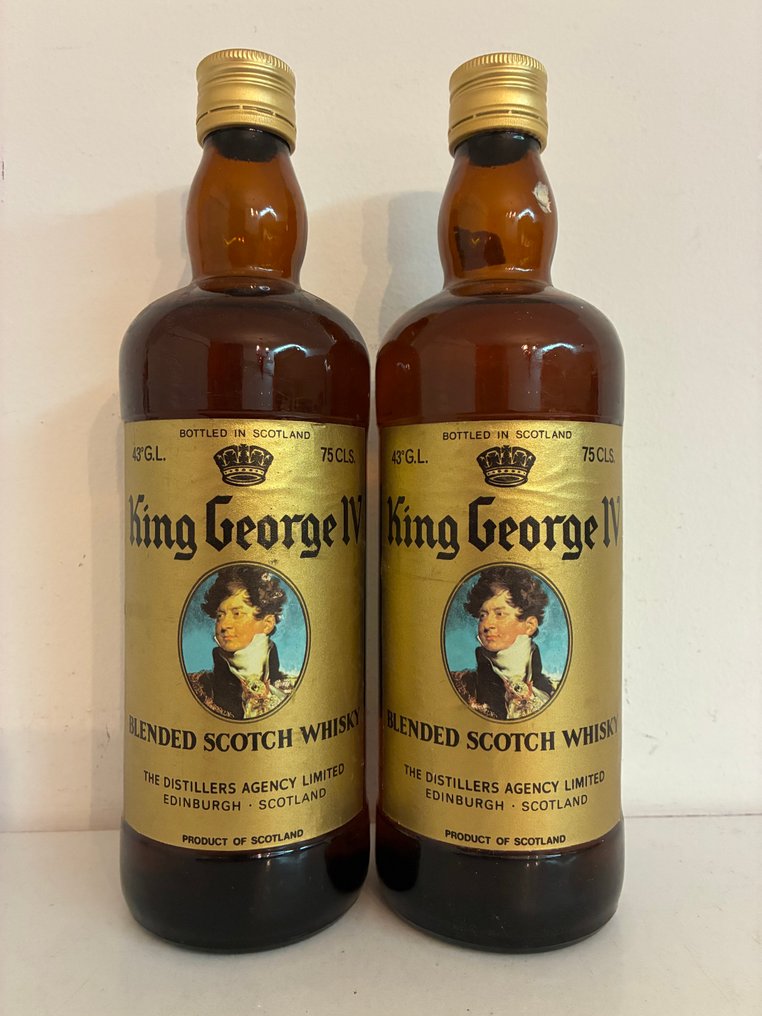 BOTTLED IN SCOTLAND
43°G.L. 75 CLS.
King George IV
BLENDED SCOTCH WHISKY
THE DISTILLERS AGENCY LIMITED
EDINBURGH · SCOTLAND
PRODUCT OF SCOTLAND
BOTTLED IN SCOTLAND
43°G.L. 75 CLS.
King George IV
BLENDED SCOTCH WHISKY
THE DISTILLERS AGENCY LIMITED
EDINBURGH · SCOTLAND
PRODUCT OF SCOTLAND